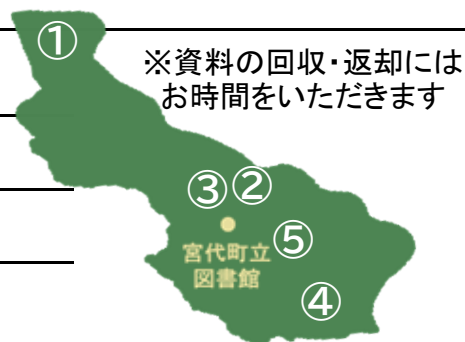 ①
※資料の回収・返却には
お時間をいただきます
③②
⑤
宮代町立
図書館
④